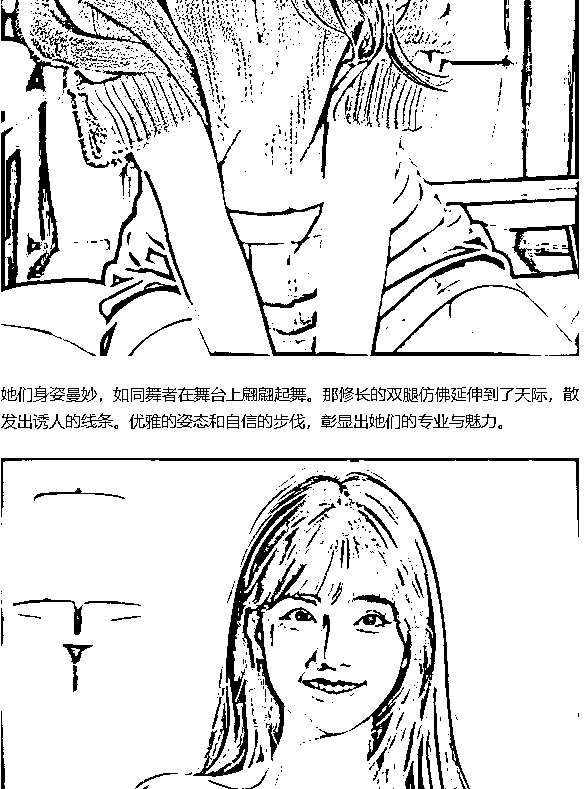 她们身姿曼妙，如同舞者在舞台上翩翩起舞。那修长的双腿仿佛延伸到了天际，散
发出诱人的线条。优雅的姿态和自信的步伐，彰显出她们的专业与魅力。